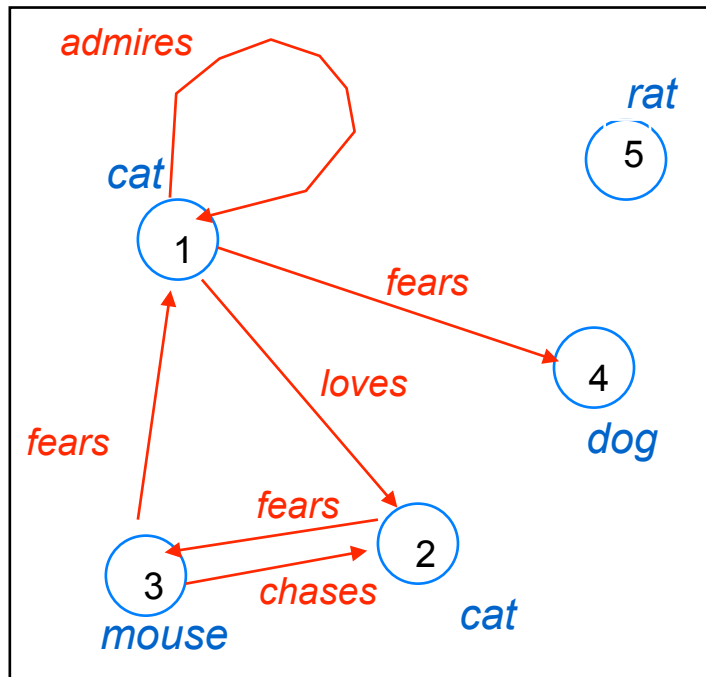 admires
rat
5
cat
1
fears
4
dog
loves
fears
fears
2
cat
3
chases
mouse